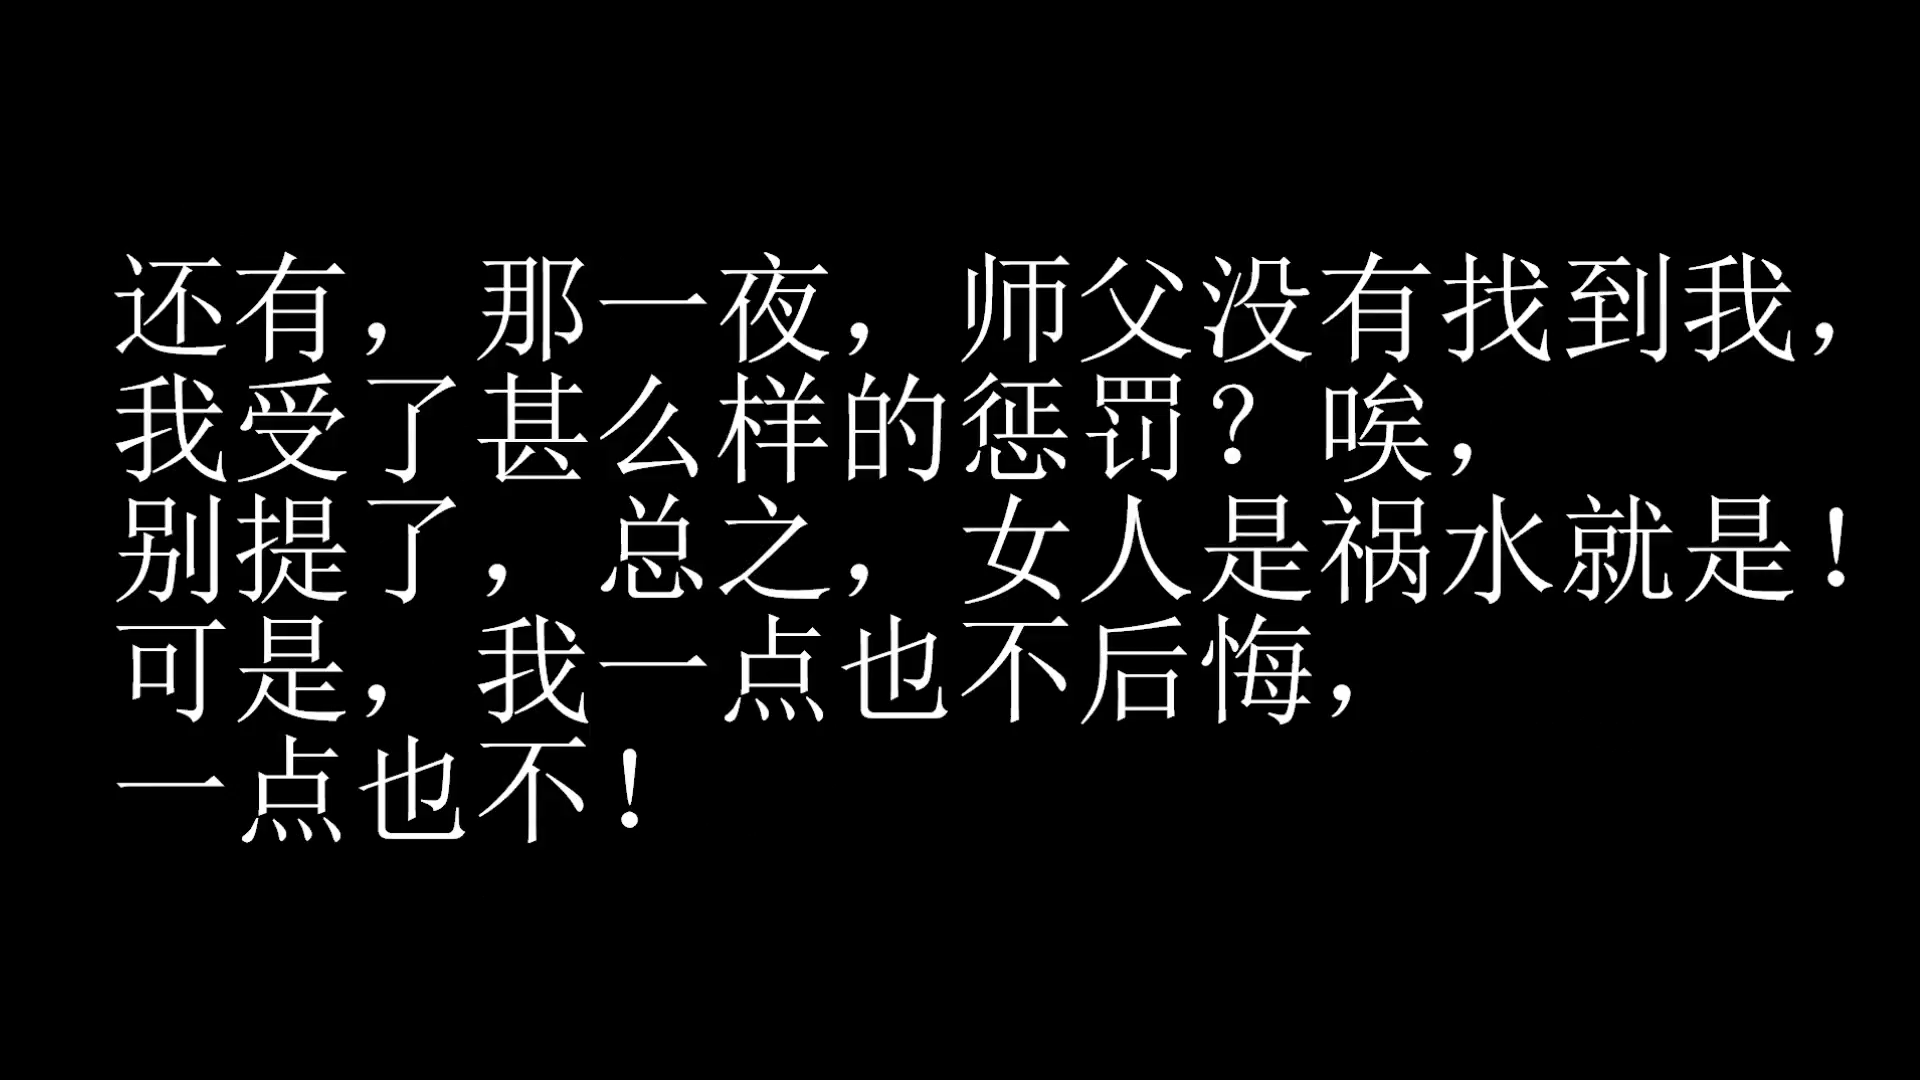 还有，那一夜，师父没有找到我，
我受了甚么样的惩罚？唉，
别提了，总之，女人是祸水就是！
可是，我一点也不后悔，
一点也不！